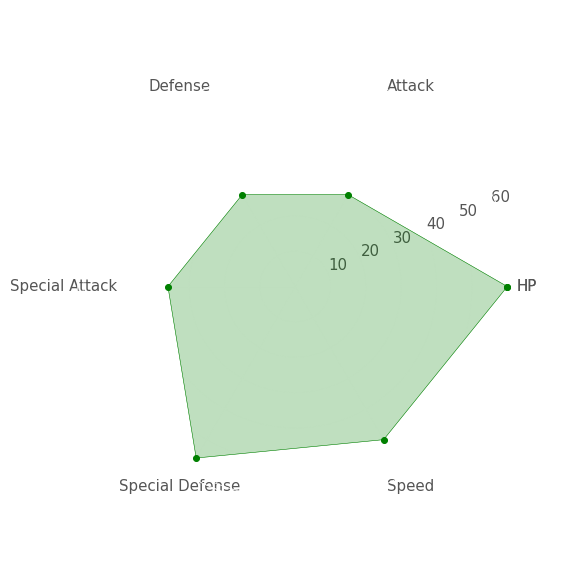 Defense
Attack
60
50
40
30
20
10
Special Attack
HP
Special Defense
Speed